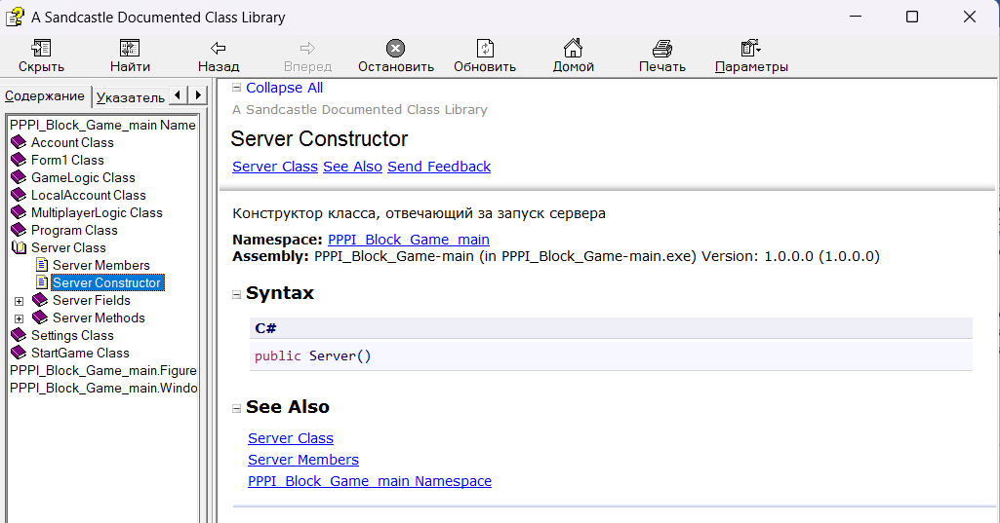 A Sandcastle Documented Class Library
Скрыть Найти Назад Вперед Остановить Обновить Домой Печать Параметры
Содержание Указатель
PPPI_Block_Game_main Name
Account Class
Form1 Class
GameLogic Class
LocalAccount Class
MultiplayerLogic Class
Program Class
Server Class
Server Members
Server Constructor
Server Fields
Server Methods
Settings Class
StartGame Class
PPPI_Block_Game_main.Figure
PPPI_Block_Game_main.Windo
Collapse All
A Sandcastle Documented Class Library
Server Constructor
Server Class See Also Send Feedback
Конструктор класса, отвечающий за запуск сервера
Namespace: PPPI_Block_Game_main
Assembly: PPPI_Block_Game-main (in PPPI_Block_Game-main.exe) Version: 1.0.0.0 (1.0.0.0)
Syntax
C#
public Server()
See Also
Server Class
Server Members
PPPI_Block_Game_main Namespace